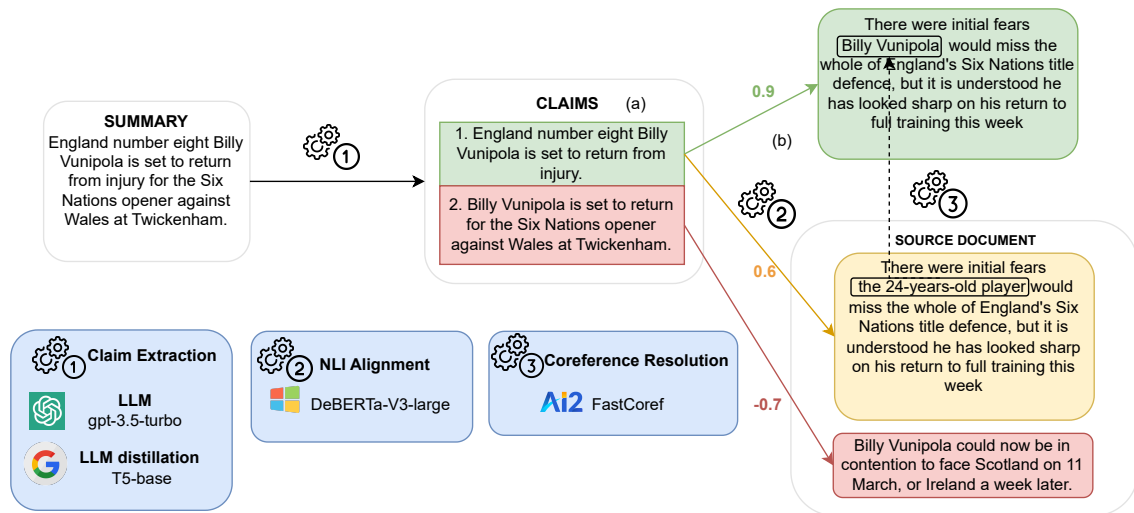 SUMMARY
England number eight Billy
Vunipola is set to return
from injury for the Six
Nations opener against
Wales at Twickenham.
1
CLAIMS (a)
1. England number eight Billy
Vunipola is set to return from
injury.
2. Billy Vunipola is set to return
for the Six Nations opener
against Wales at Twickenham.
0.9
(b)
2
0.6
-0.7
There were initial fears
Billy Vunipola would miss the
whole of England's Six Nations title
defence, but it is understood he
has looked sharp on his return to
full training this week
3
SOURCE DOCUMENT
There were initial fears
the 24-years-old player would
miss the whole of England's Six
Nations title defence, but it is
understood he has looked sharp
on his return to full training this
week
Billy Vunipola could now be in
contention to face Scotland on 11
March, or Ireland a week later.
1 Claim Extraction
LLM
gpt-3.5-turbo
LLM distillation
T5-base
2 NLI Alignment
DeBERTa-V3-large
3 Coreference Resolution
Ai2 FastCoref